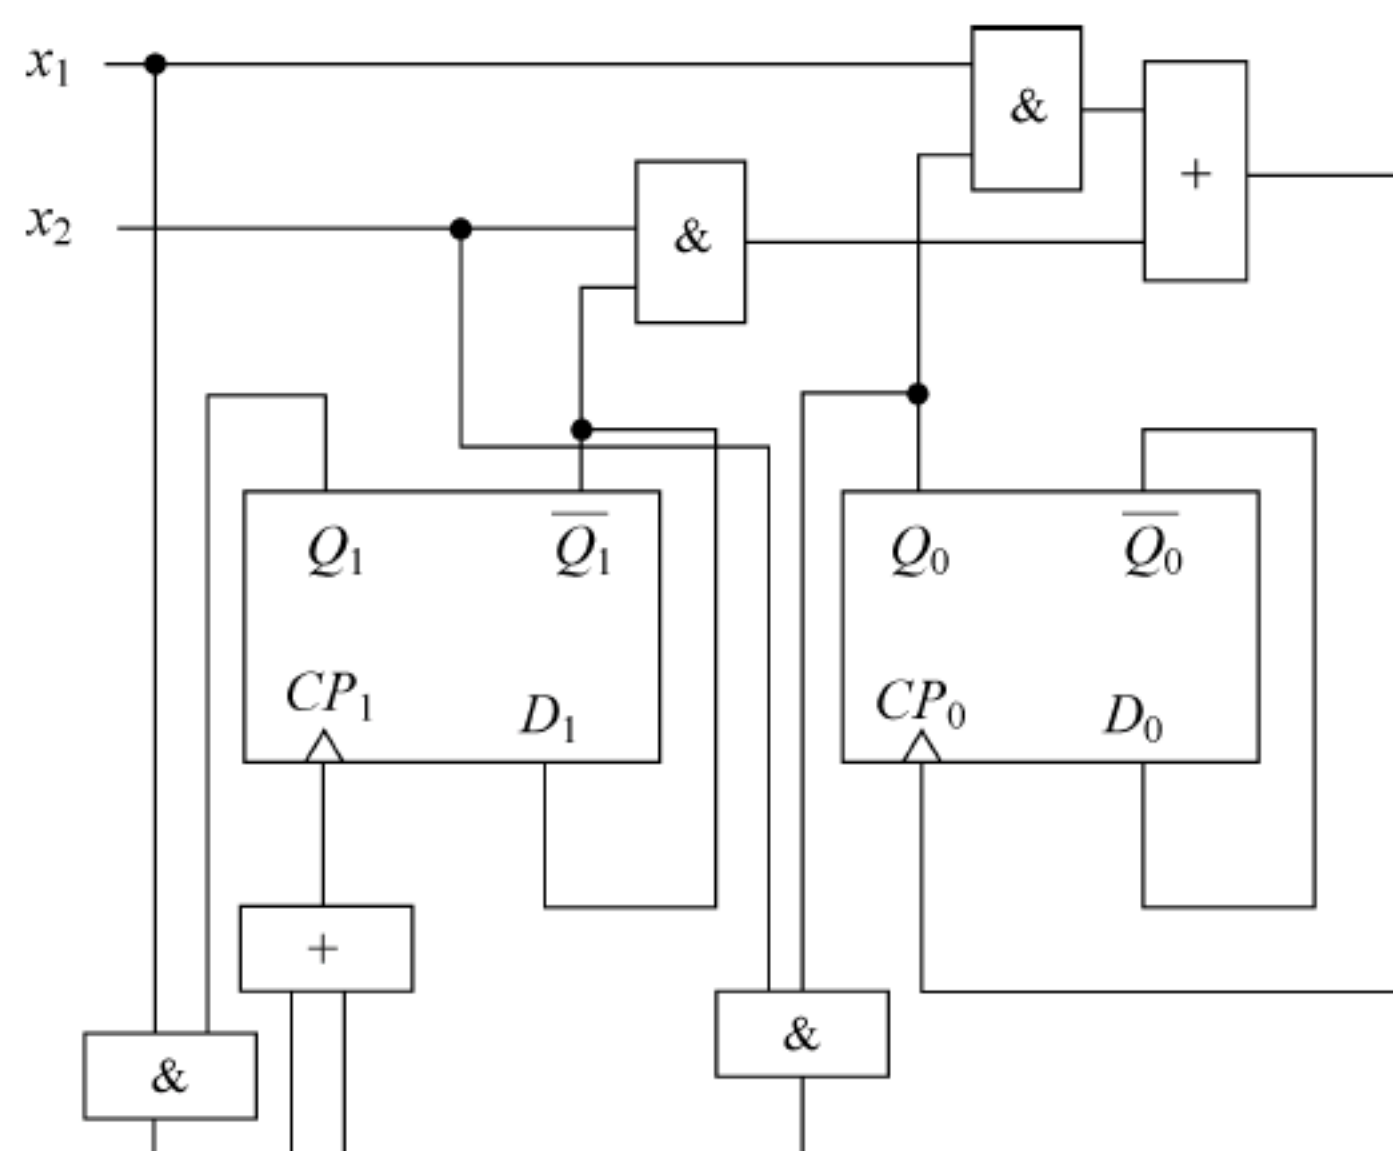 x₁
&
+
x₂
&
Q₁ Q̅₁ Q₀ Q̅₀
CP₁ D₁ CP₀ D₀
+
&
&